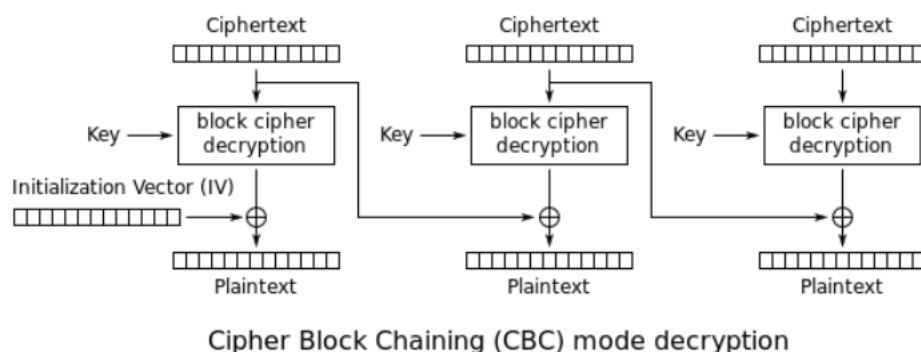 Ciphertext
Ciphertext
Ciphertext
Key
block cipher
decryption
Key
block cipher
decryption
Key
block cipher
decryption
Initialization Vector (IV)
Plaintext
Plaintext
Plaintext
Cipher Block Chaining (CBC) mode decryption